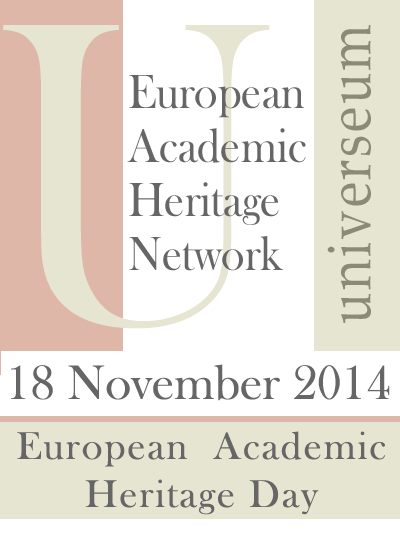 U
European
Academic
Heritage
Network
universeum
18 November 2014
European Academic
Heritage Day